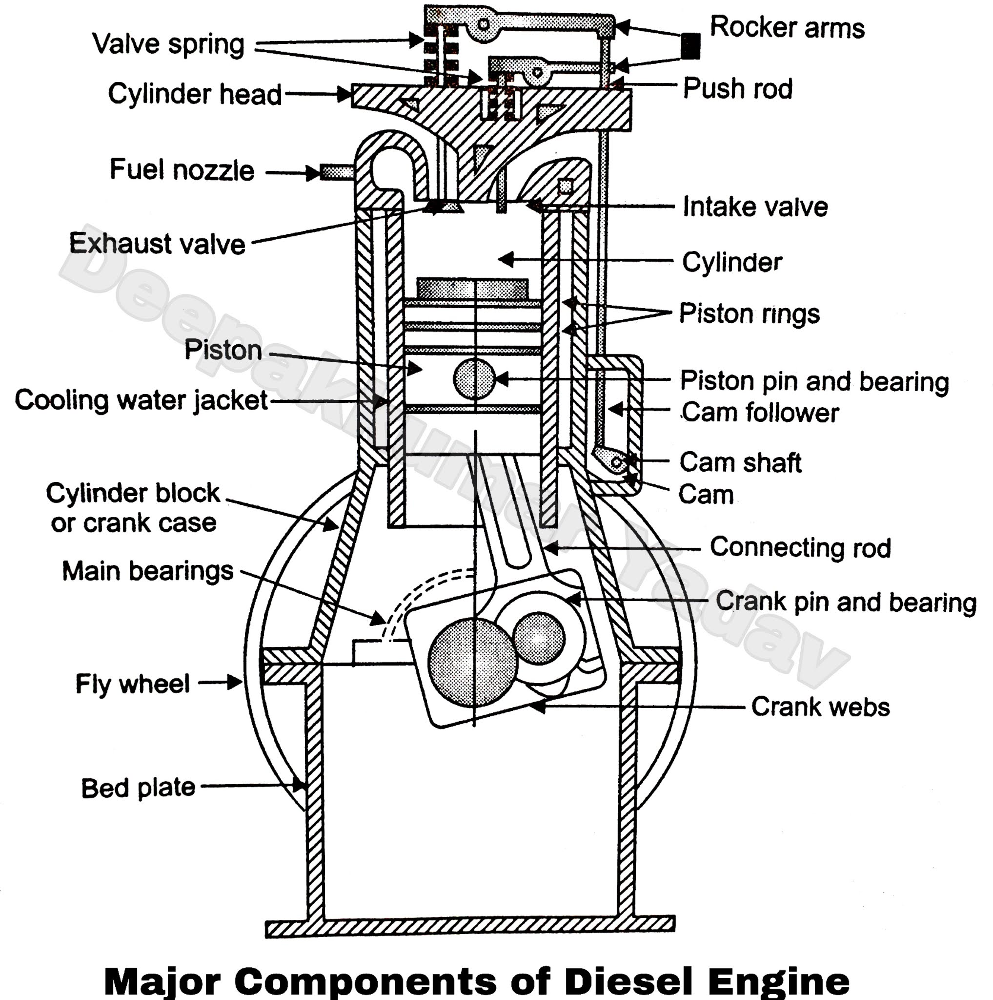 Rocker arms
Valve spring
Push rod
Cylinder head
Fuel nozzle
Intake valve
Exhaust valve
Cylinder
Piston rings
Piston
Piston pin and bearing
Cooling water jacket
Cam follower
Cam shaft
Cylinder block
or crank case
Cam
Connecting rod
Main bearings
Crank pin and bearing
Fly wheel
Crank webs
Bed plate
Deepakkumar Yadav
Major Components of Diesel Engine